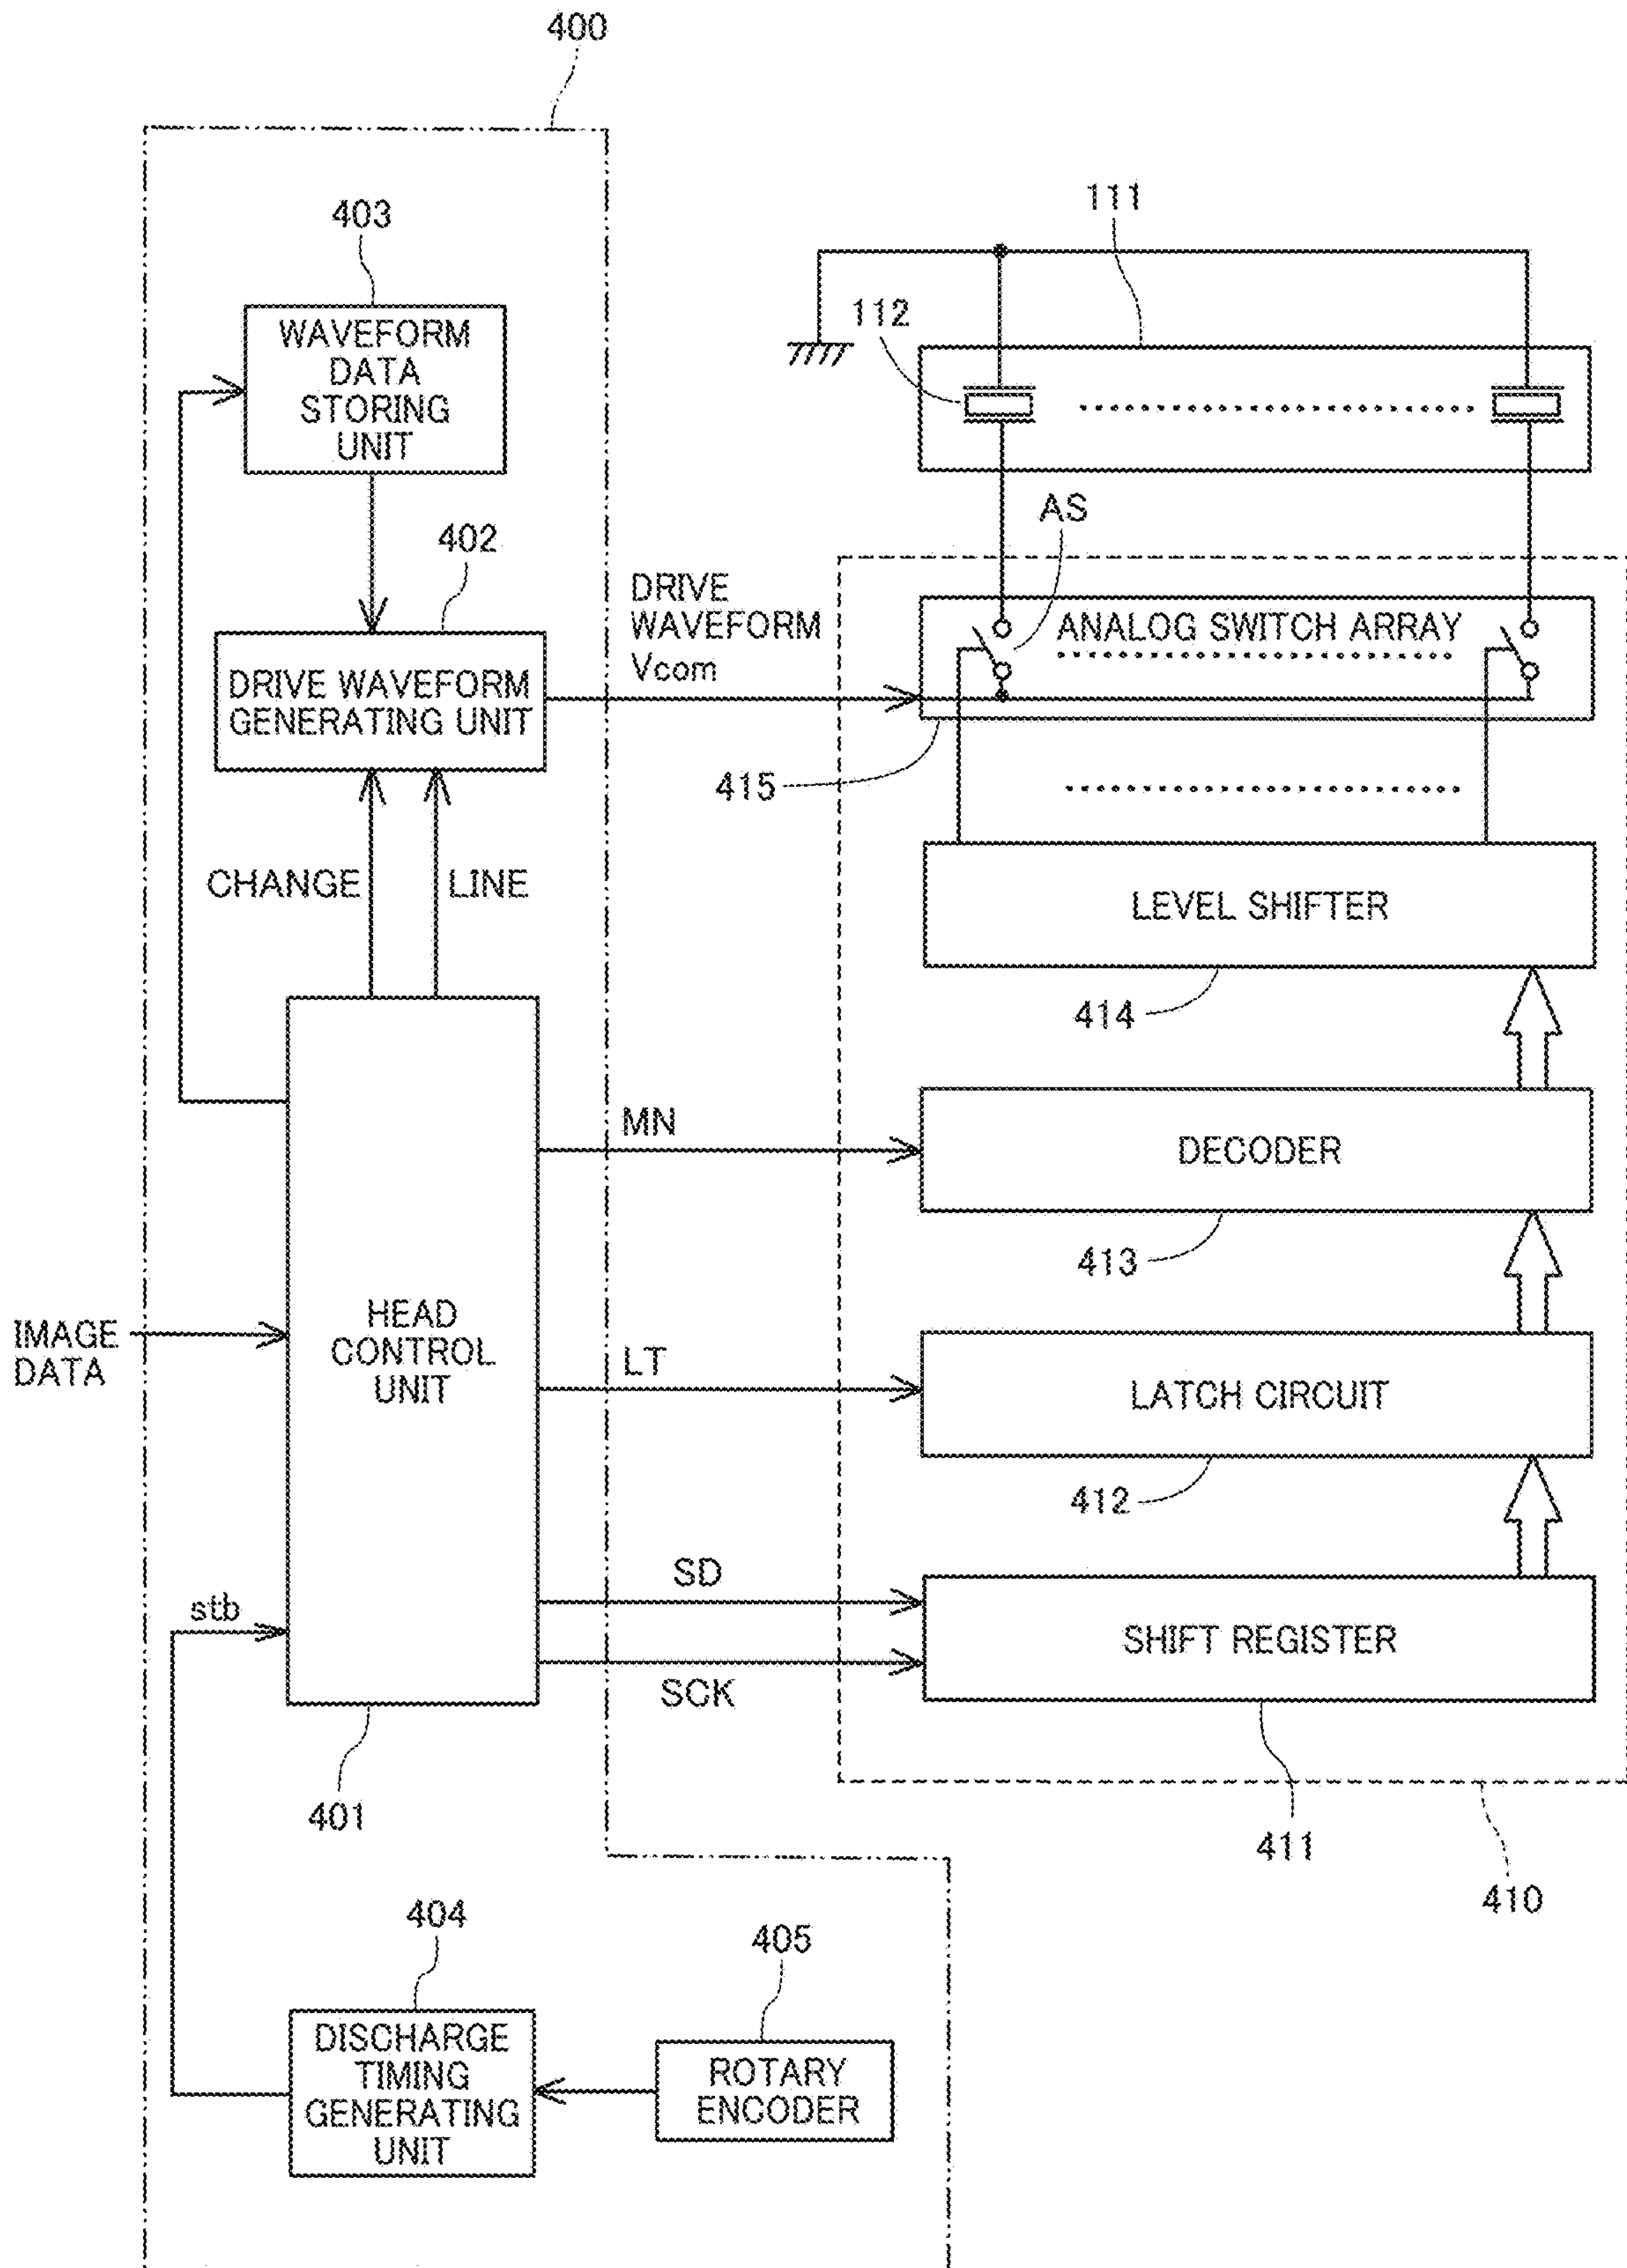 400
403
WAVEFORM
DATA
STORING
UNIT
402
DRIVE WAVEFORM
GENERATING UNIT
CHANGE
LINE
DRIVE
WAVEFORM
Vcom
111
112
AS
ANALOG SWITCH ARRAY
415
LEVEL SHIFTER
414
MN
DECODER
413
IMAGE
DATA
HEAD
CONTROL
UNIT
LT
LATCH CIRCUIT
412
stb
SD
SCK
SHIFT REGISTER
401
411
410
404
DISCHARGE
TIMING
GENERATING
UNIT
405
ROTARY
ENCODER